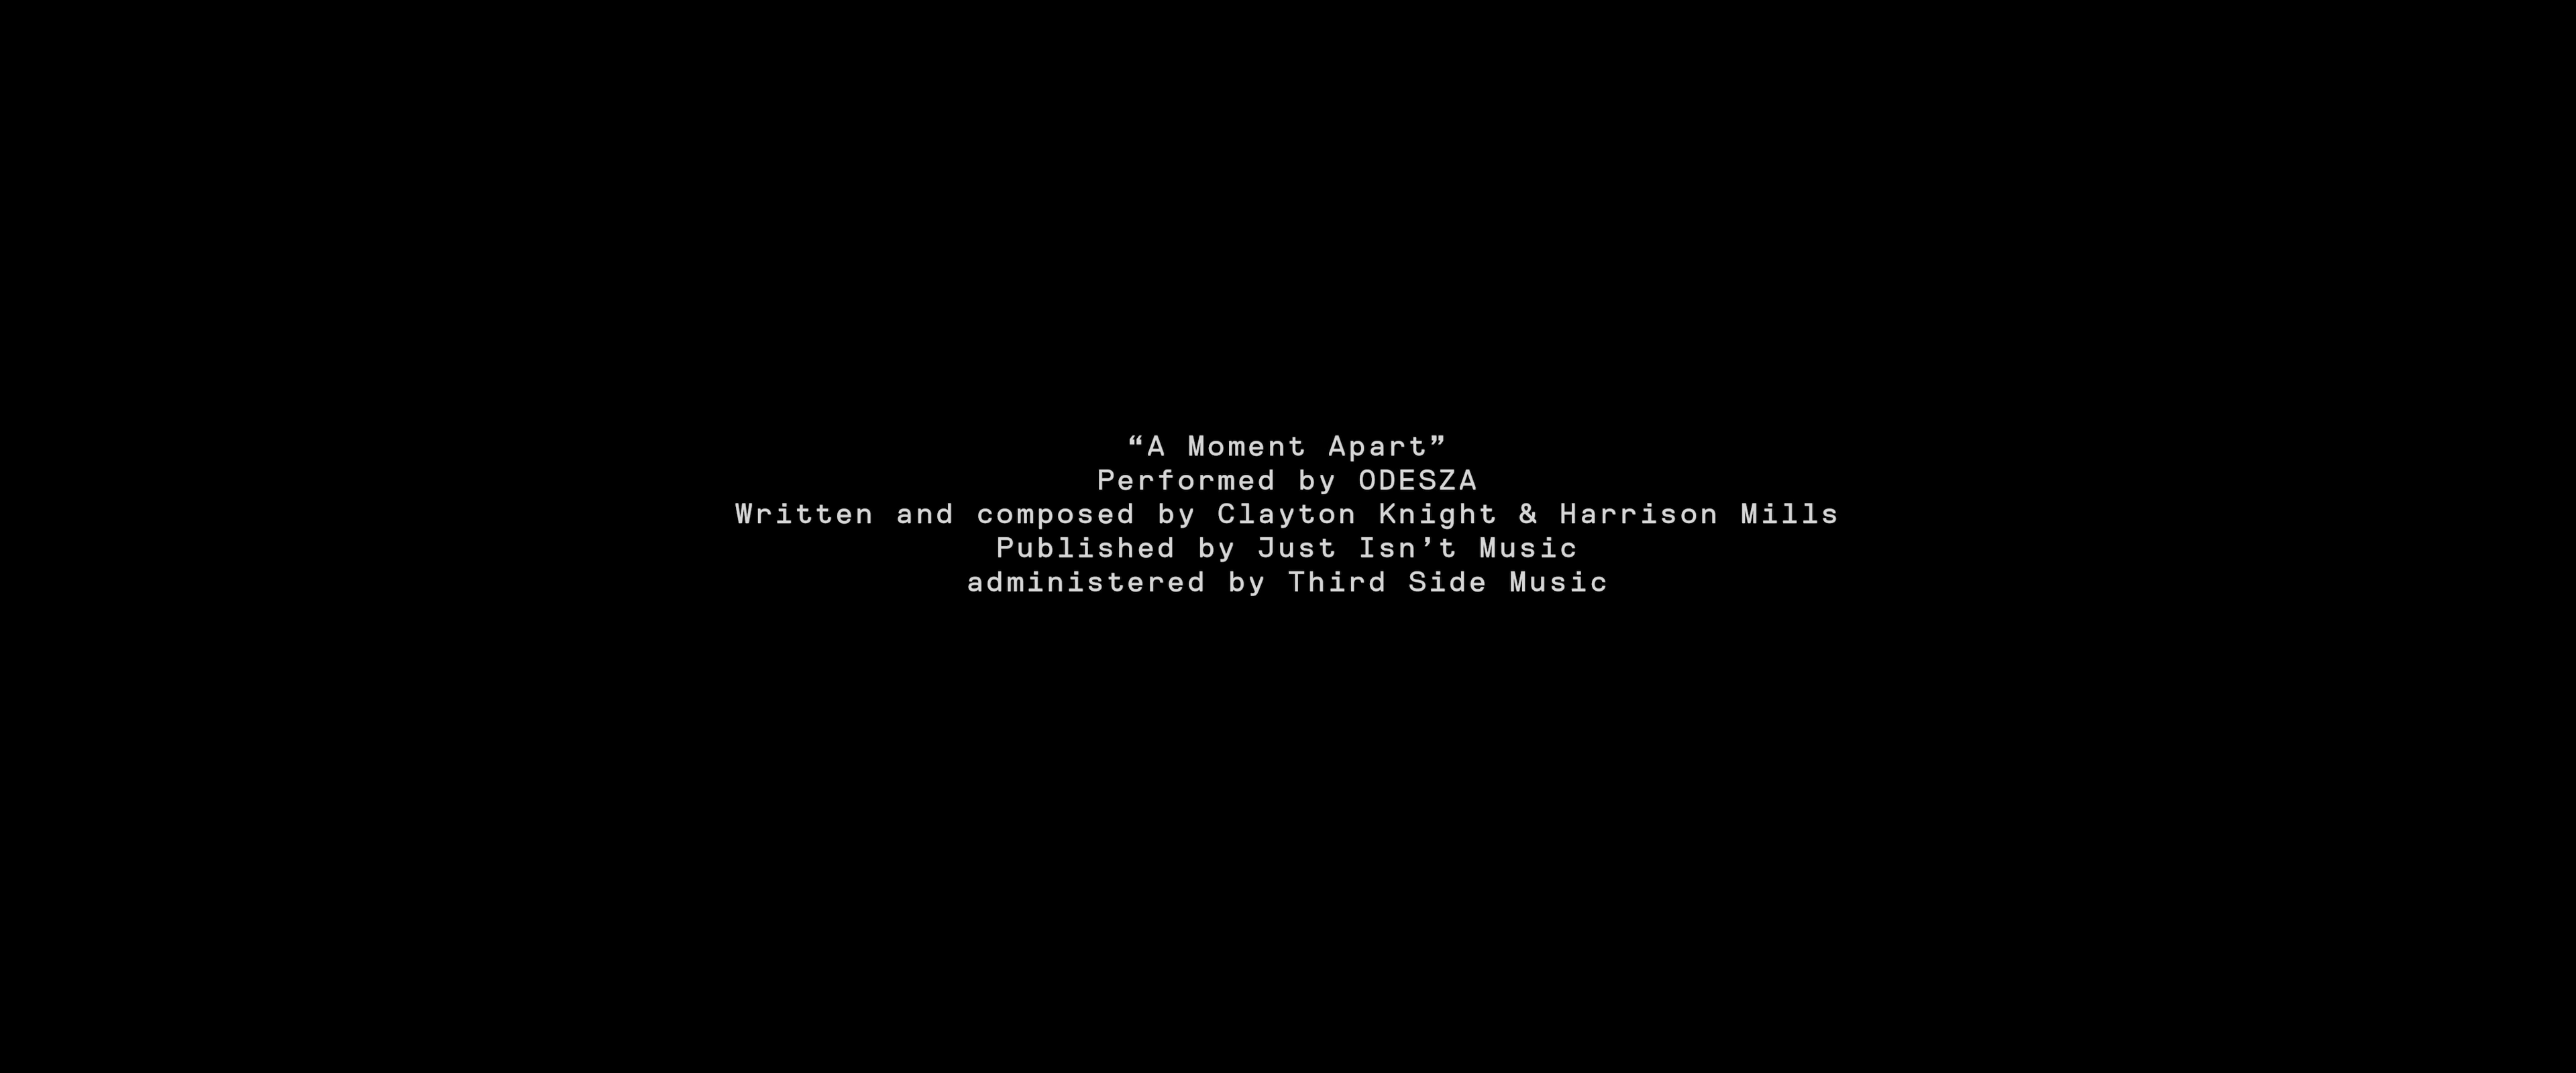 “A Moment Apart”
Performed by ODESZA
Written and composed by Clayton Knight & Harrison Mills
Published by Just Isn’t Music
administered by Third Side Music